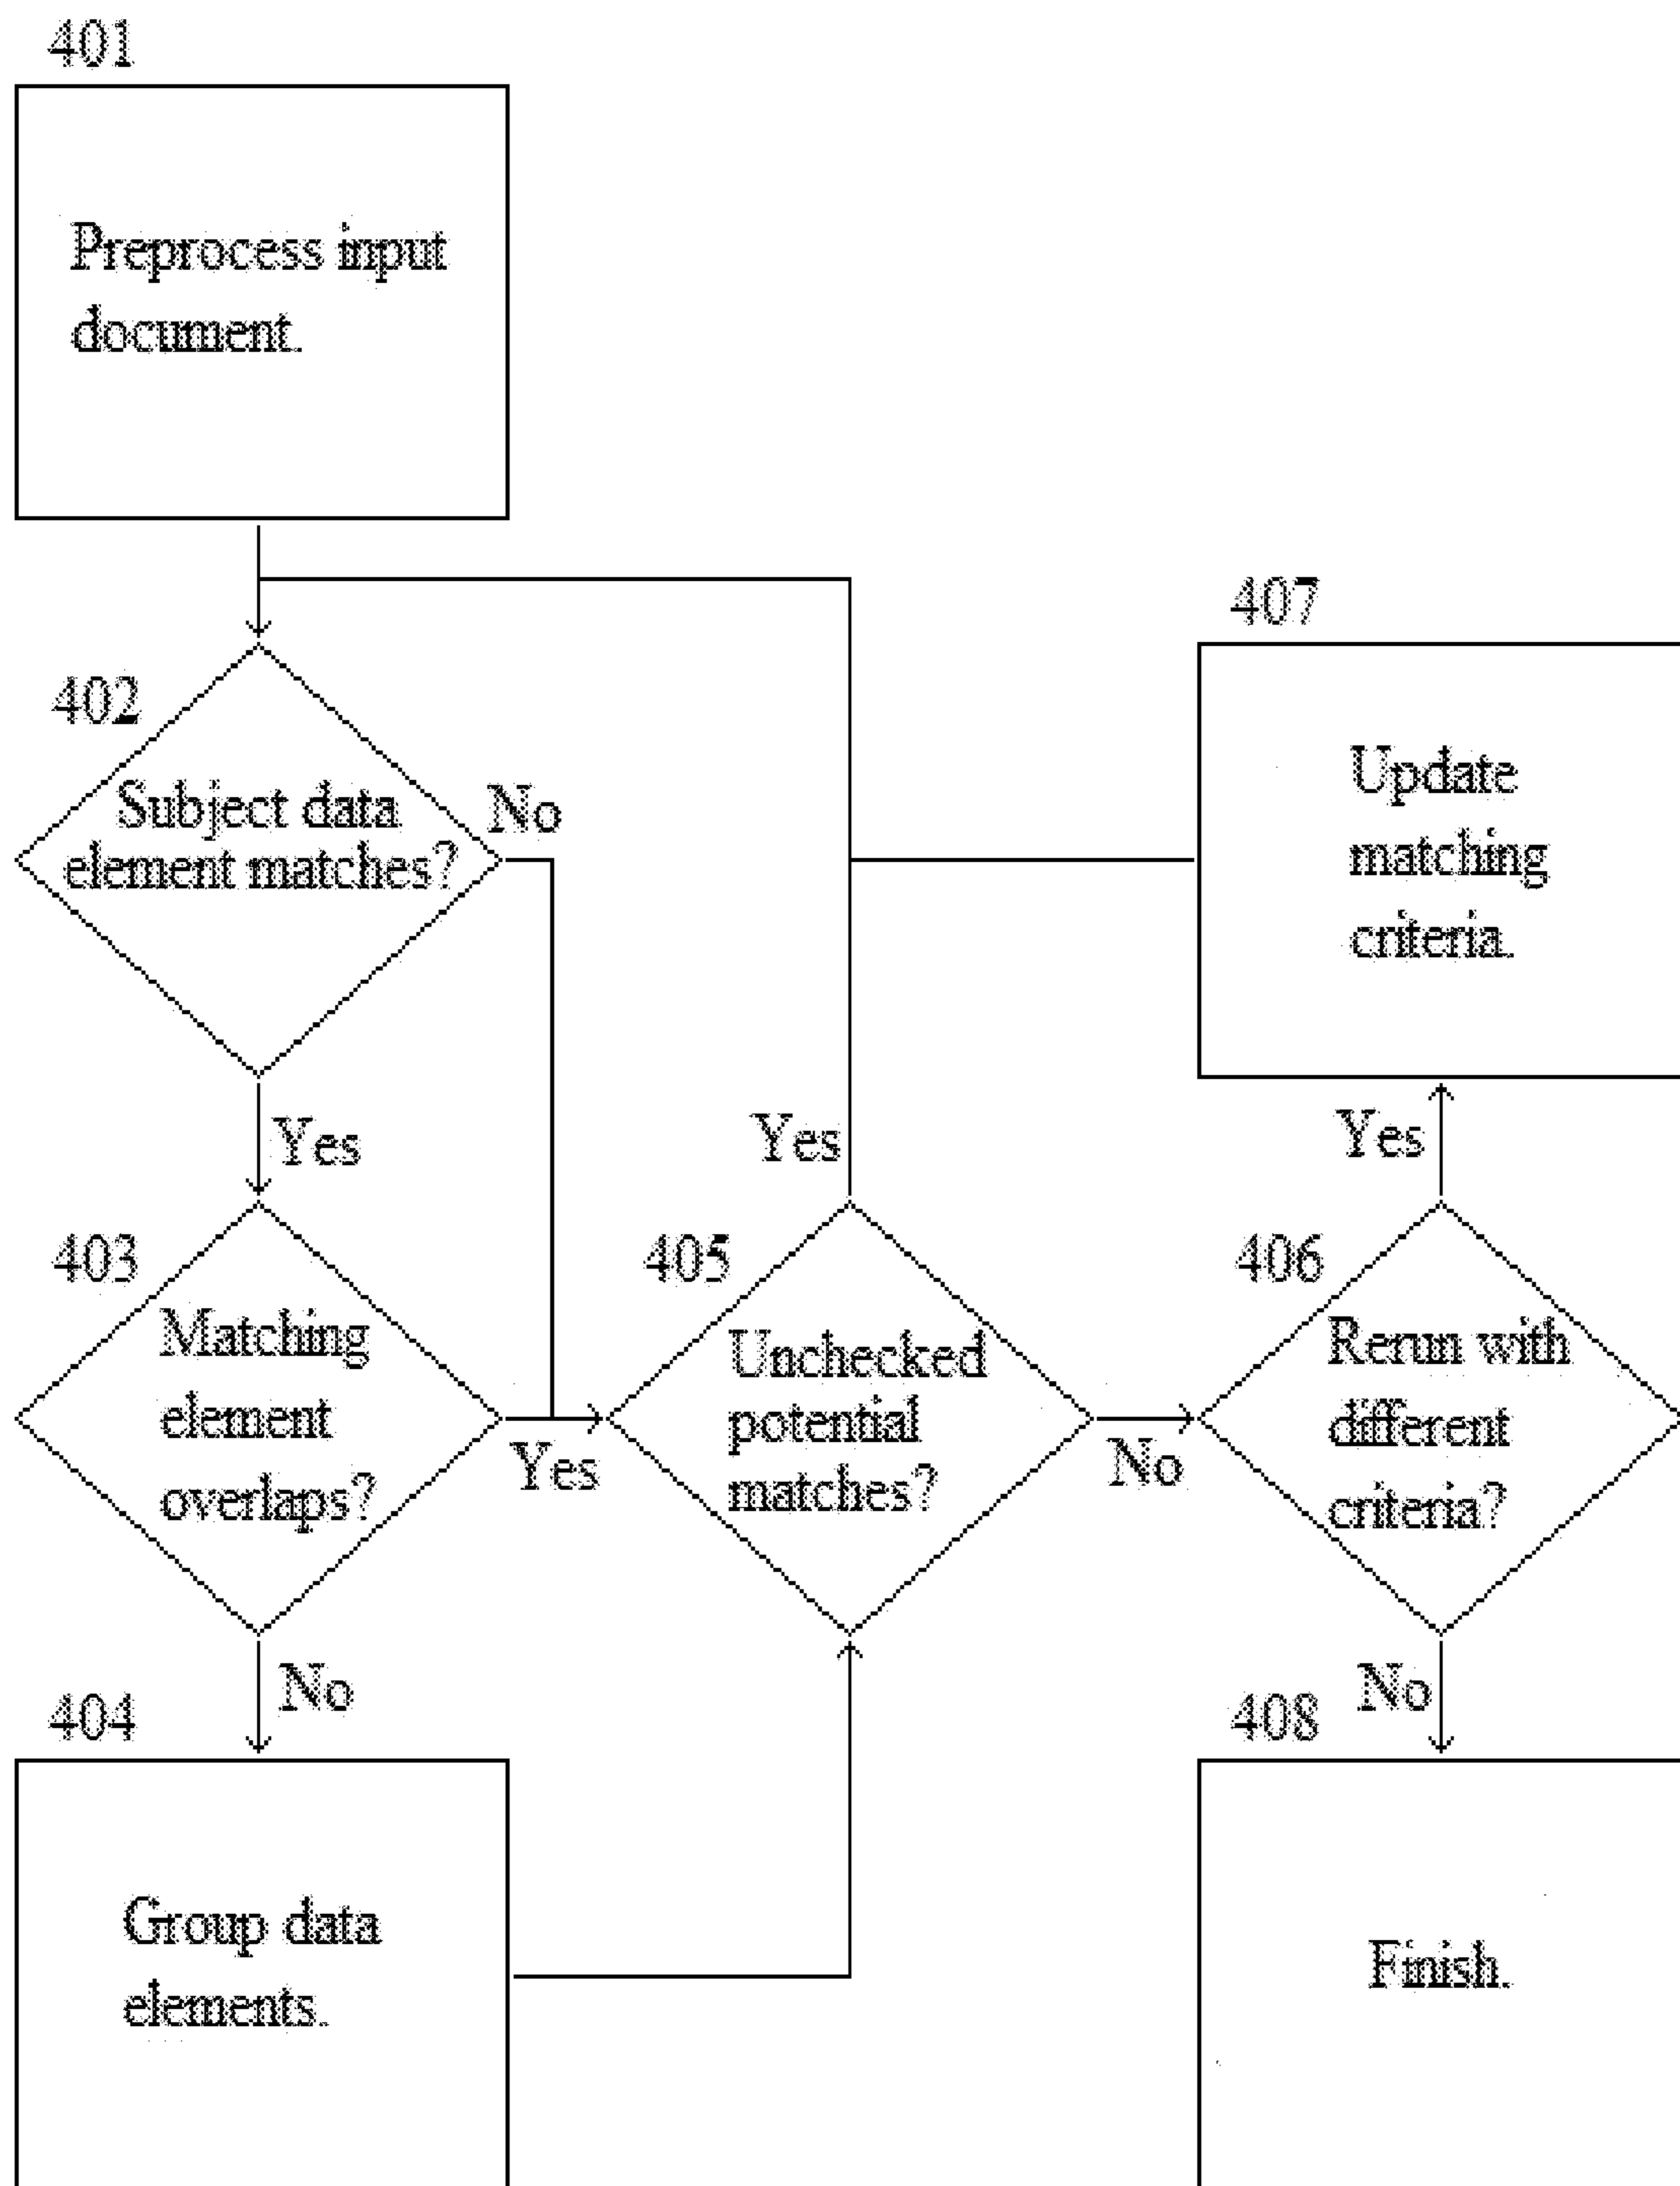 401
Preprocess input
document.
402
Subject data
element matches?
No
Yes
403
Matching
element
overlaps?
Yes
No
404
Group data
elements.
405
Unchecked
potential
matches?
Yes
No
406
Rerun with
different
criteria?
Yes
No
407
Update
matching
criteria.
408
Finish.